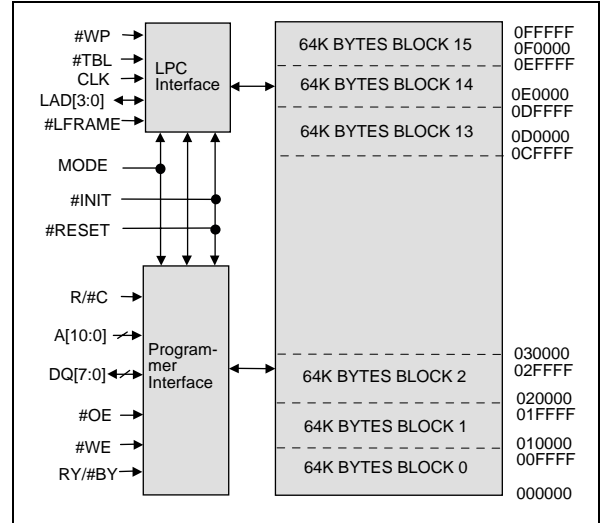 #WP
#TBL
CLK
LAD[3:0]
#LFRAME
MODE
#INIT
#RESET
R/#C
A[10:0]
DQ[7:0]
#OE
#WE
RY/#BY
LPC
Interface
Program-
mer
Interface
64K BYTES BLOCK 15
64K BYTES BLOCK 14
64K BYTES BLOCK 13
64K BYTES BLOCK 2
64K BYTES BLOCK 1
64K BYTES BLOCK 0
0FFFFF
0F0000
0EFFFF
0E0000
0DFFFF
0D0000
0CFFFF
030000
02FFFF
020000
01FFFF
010000
00FFFF
000000